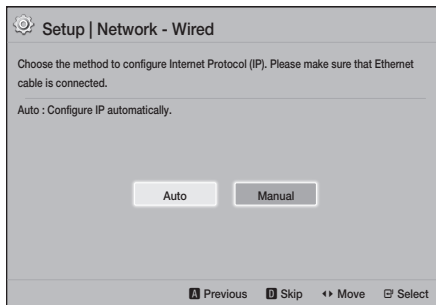 Setup | Network - Wired
Choose the method to configure Internet Protocol (IP). Please make sure that Ethernet
cable is connected.
Auto : Configure IP automatically.
Auto Manual
A Previous D Skip Move Select